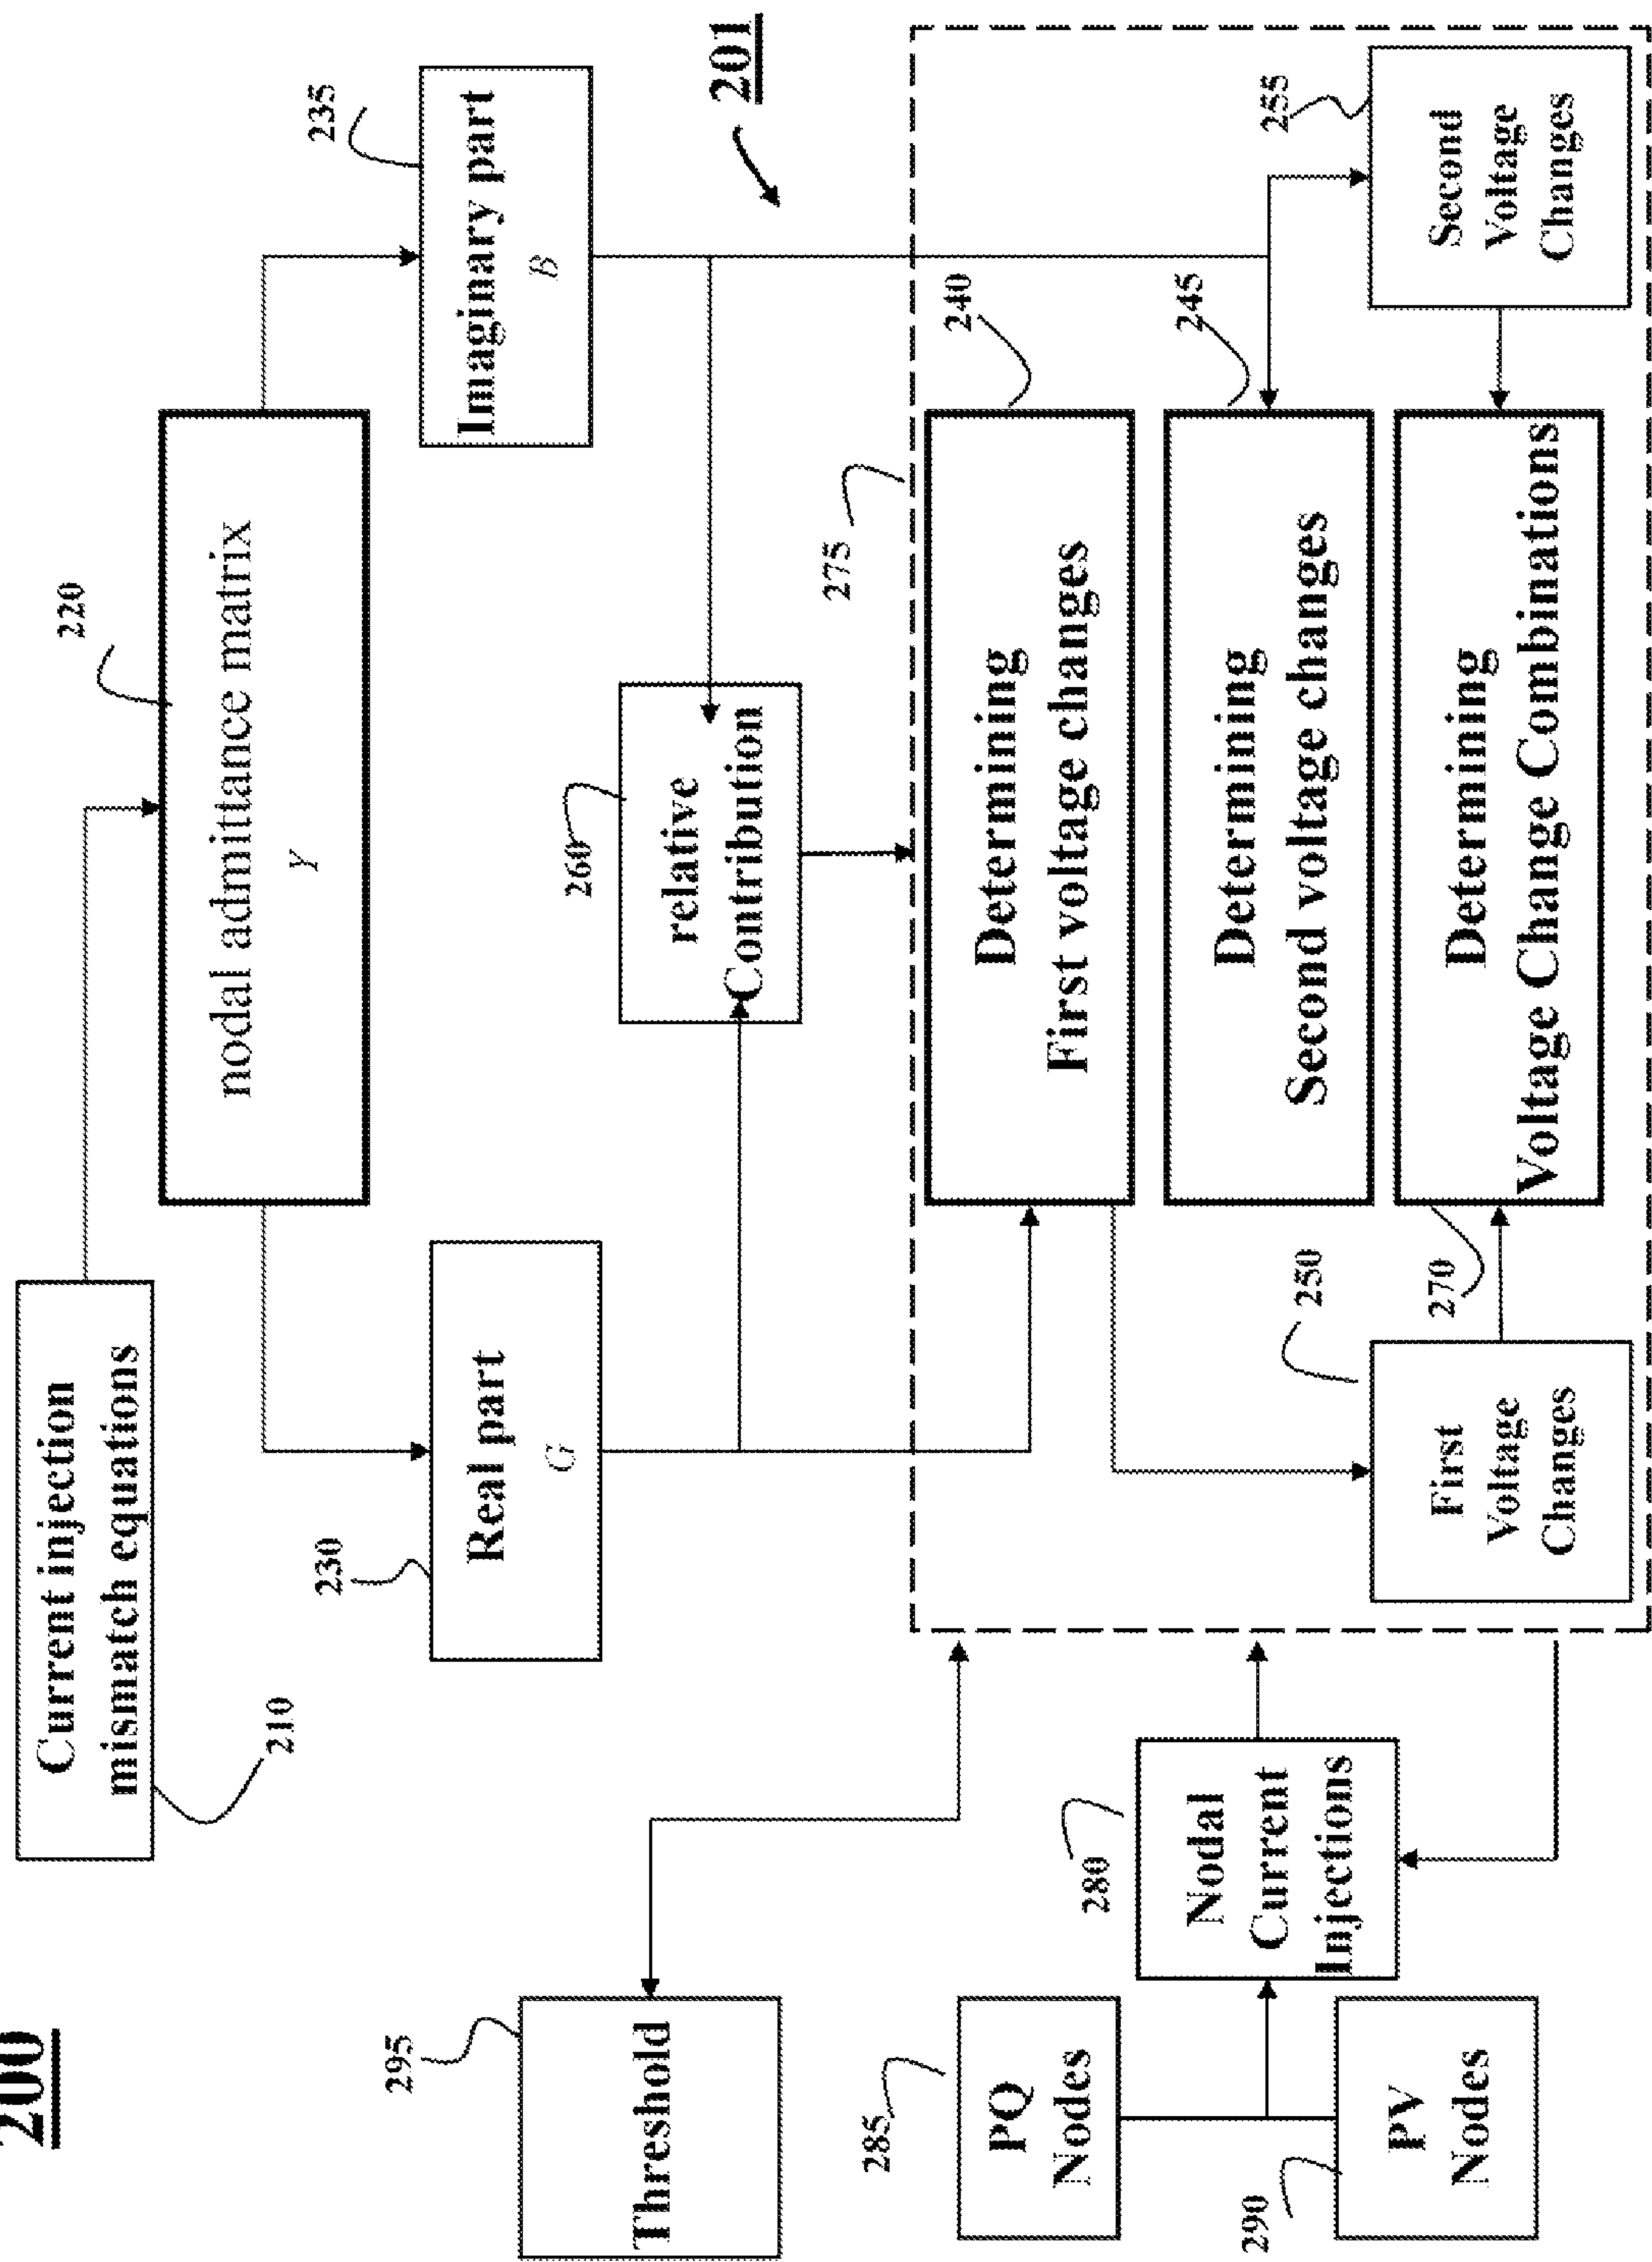 200
Current injection
mismatch equations
210
220
nodal admittance matrix
Y
230
Real part
G
235
Imaginary part
B
201
260
relative
Contribution
295
Threshold
275
240
Determining
First voltage changes
245
Determining
Second voltage changes
270
Determining
Voltage Change Combinations
250
First
Voltage
Changes
255
Second
Voltage
Changes
280
Nodal
Current
Injections
285
PQ
Nodes
290
PV
Nodes